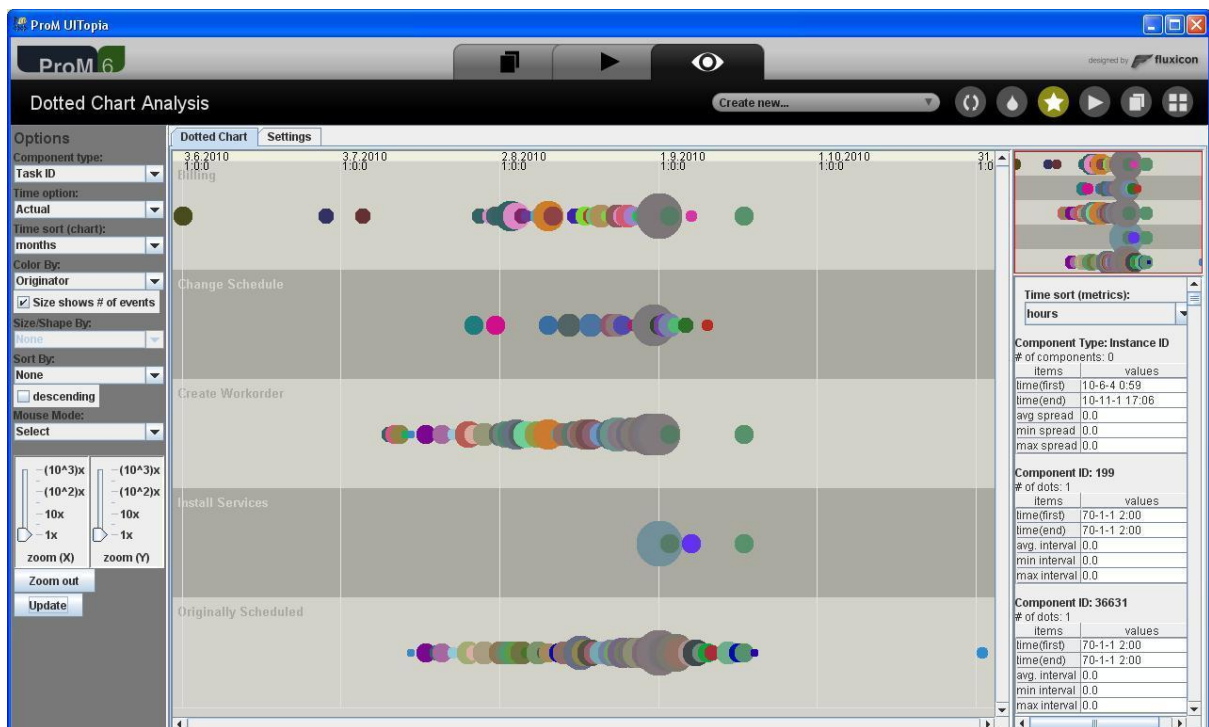 ProM UITopia
ProM 6
designed by fluxicon
Dotted Chart Analysis
Create new...
Options
Component type:
Task ID
Time option:
Actual
Time sort (chart):
months
Color By:
Originator
Size shows # of events
Size/Shape By:
None
Sort By:
None
descending
Mouse Mode:
Select
(10^3)x (10^3)x
(10^2)x (10^2)x
10x 10x
1x 1x
zoom (X) zoom (Y)
Zoom out
Update
Dotted Chart Settings
3.6.2010 3.7.2010 2.8.2010 1.9.2010 1.10.2010 31.
1:0:0 1:0:0 1:0:0 1:0:0 1:0:0 1:0
Billing
Change Schedule
Create Workorder
Install Services
Originally Scheduled
Time sort (metrics):
hours
Component Type: Instance ID
# of components: 0
items values
time(first) 10-6-4 0:59
time(end) 10-11-1 17:06
avg spread 0.0
min spread 0.0
max spread 0.0
Component ID: 199
# of dots: 1
items values
time(first) 70-1-1 2:00
time(end) 70-1-1 2:00
avg. interval 0.0
min interval 0.0
max interval 0.0
Component ID: 36631
# of dots: 1
items values
time(first) 70-1-1 2:00
time(end) 70-1-1 2:00
avg. interval 0.0
min interval 0.0
max interval 0.0